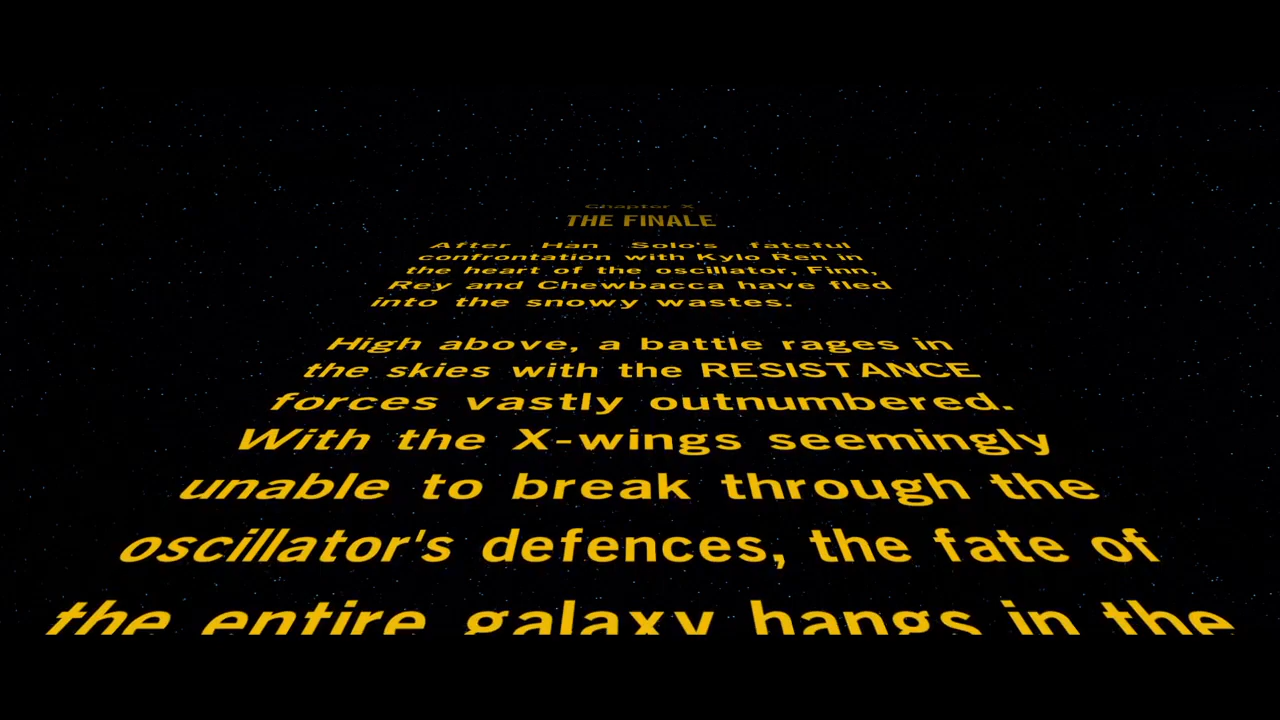 Chapter X
THE FINALE
After Han Solo's fateful
confrontation with Kylo Ren in
the heart of the oscillator, Finn,
Rey and Chewbacca have fled
into the snowy wastes.
High above, a battle rages in
the skies with the RESISTANCE
forces vastly outnumbered.
With the X-wings seemingly
unable to break through the
oscillator's defences, the fate of
the entire galaxy hangs in the